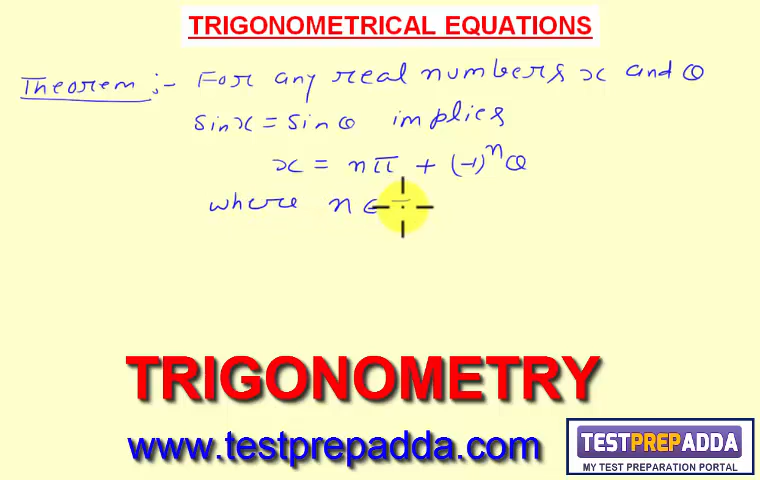 TRIGONOMETRICAL EQUATIONS
Theorem :- For any real numbers x and θ
sinx = sin θ implies
x = nπ + (-1)ⁿθ
where n ∈
TRIGONOMETRY
www.testprepadda.com
TESTPREPADDA
MY TEST PREPARATION PORTAL